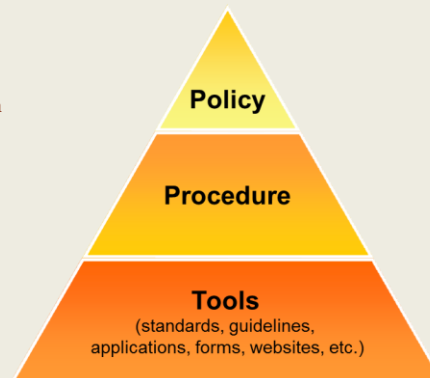 Policy
Procedure
Tools
(standards, guidelines,
applications, forms, websites, etc.)